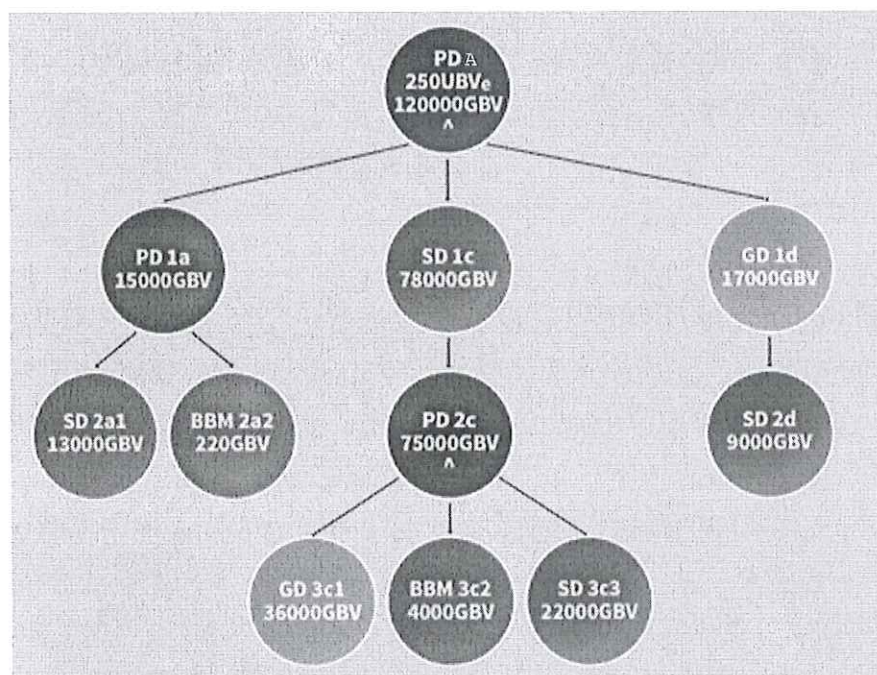 PD A
250UBVe
120000GBV
^
PD 1a
15000GBV
SD 1c
78000GBV
GD 1d
17000GBV
SD 2a1
13000GBV
BBM 2a2
220GBV
PD 2c
75000GBV
^
SD 2d
9000GBV
GD 3c1
36000GBV
BBM 3c2
4000GBV
SD 3c3
22000GBV